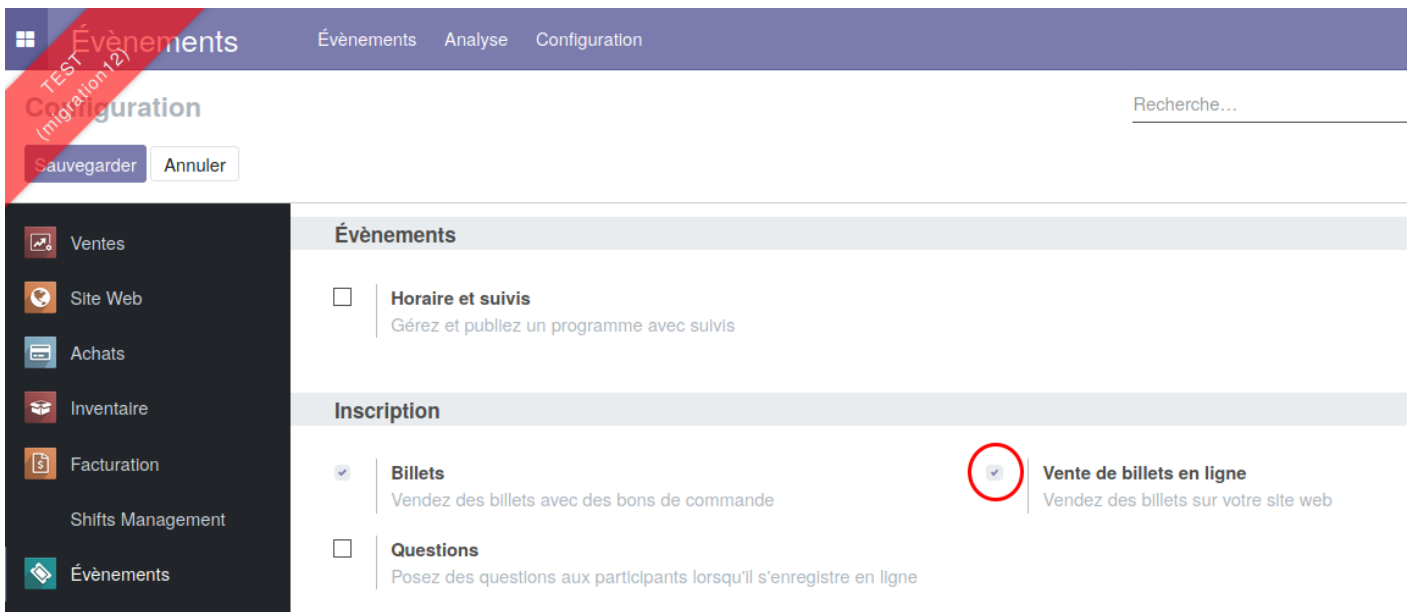 Évènements
Évènements Analyse Configuration
TEST
(migration12)
Configuration
Recherche...
Sauvegarder Annuler
Ventes
Site Web
Achats
Inventaire
Facturation
Shifts Management
Évènements
Évènements
Horaire et suivis
Gérez et publiez un programme avec suivis
Inscription
Billets
Vendez des billets avec des bons de commande
Vente de billets en ligne
Vendez des billets sur votre site web
Questions
Posez des questions aux participants lorsqu'il s'enregistre en ligne